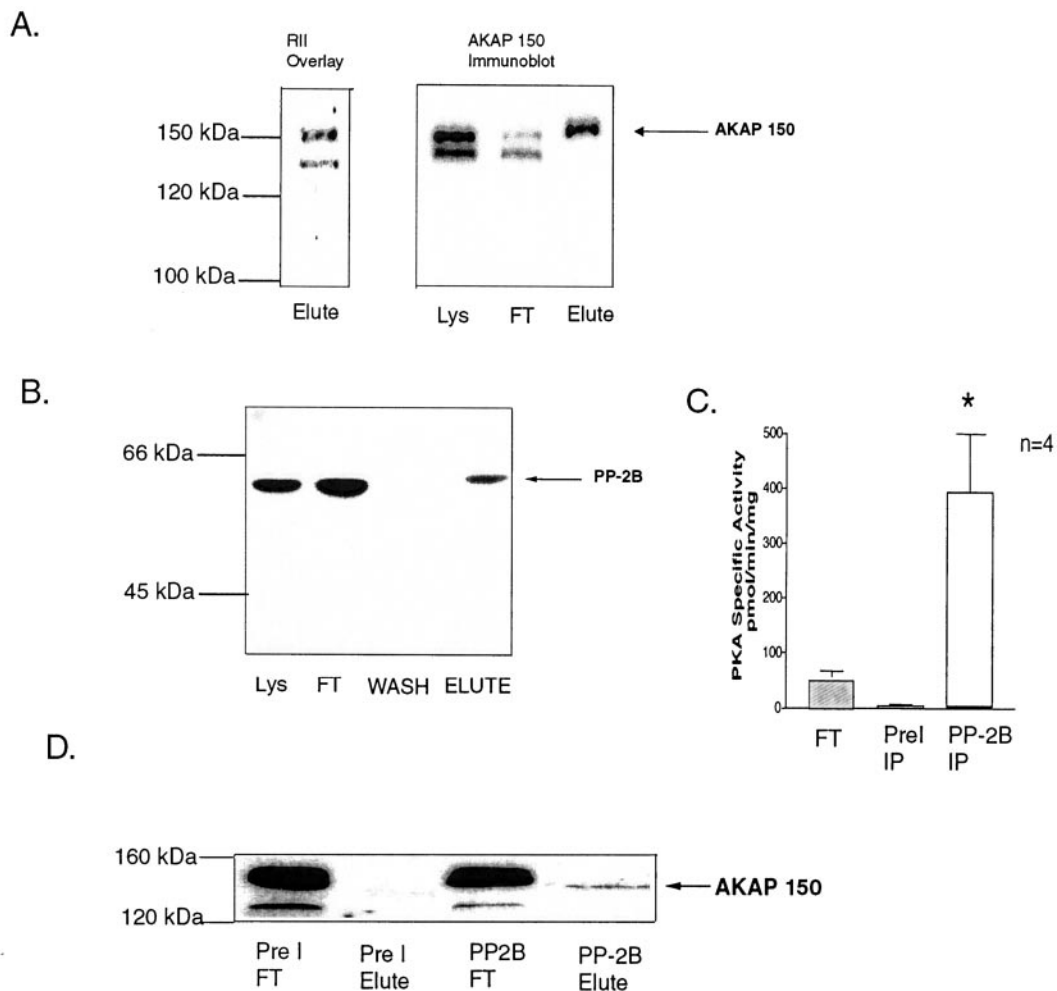 A.
RII
Overlay
AKAP 150
Immunoblot
150 kDa
120 kDa
100 kDa
AKAP 150
Elute
Lys
FT
Elute
B.
66 kDa
45 kDa
PP-2B
Lys
FT
WASH
ELUTE
C.
*
n=4
PKA Specific Activity
pmol/min/mg
500
400
300
200
100
0
FT
PreI
IP
PP-2B
IP
D.
160 kDa
120 kDa
AKAP 150
Pre I
FT
Pre I
Elute
PP2B
FT
PP-2B
Elute